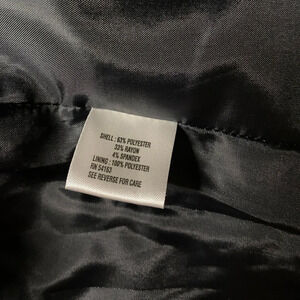 SHELL : 63% POLYESTER
33% RAYON
4% SPANDEX
LINING : 100% POLYESTER
RN 54163
SEE REVERSE FOR CARE